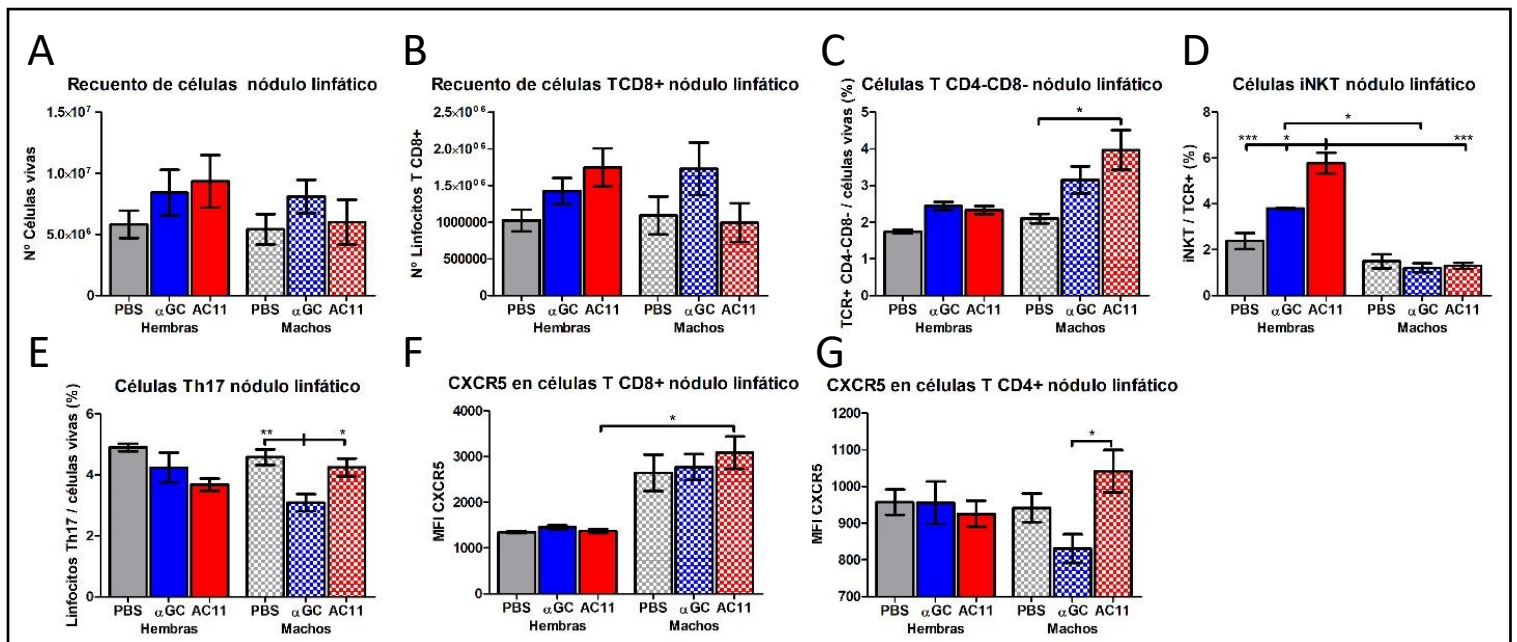 A
Recuento de células nódulo linfático
Nº Células vivas
1.5×10⁷
1.0×10⁷
5.0×10⁶
0
PBS αGC AC11 PBS αGC AC11
Hembras Machos
B
Recuento de células TCD8+ nódulo linfático
Nº Linfocitos T CD8+
2.5×10⁰⁶
2.0×10⁰⁶
1.5×10⁰⁶
1000000
500000
0
PBS αGC AC11 PBS αGC AC11
Hembras Machos
C
Células T CD4-CD8- nódulo linfático
TCR+ CD4-CD8- / células vivas (%)
5
4
3
2
1
0
*
PBS αGC AC11 PBS αGC AC11
Hembras Machos
D
Células iNKT nódulo linfático
iNKT / TCR+ (%)
8
6
4
2
0
*
*** * ***
PBS αGC AC11 PBS αGC AC11
Hembras Machos
E
Células Th17 nódulo linfático
Linfocitos Th17 / células vivas (%)
6
4
2
0
** *
PBS αGC AC11 PBS αGC AC11
Hembras Machos
F
CXCR5 en células T CD8+ nódulo linfático
MFI CXCR5
4000
3000
2000
1000
0
*
PBS αGC AC11 PBS αGC AC11
Hembras Machos
G
CXCR5 en células T CD4+ nódulo linfático
MFI CXCR5
1200
1100
1000
900
800
700
*
PBS αGC AC11 PBS αGC AC11
Hembras Machos